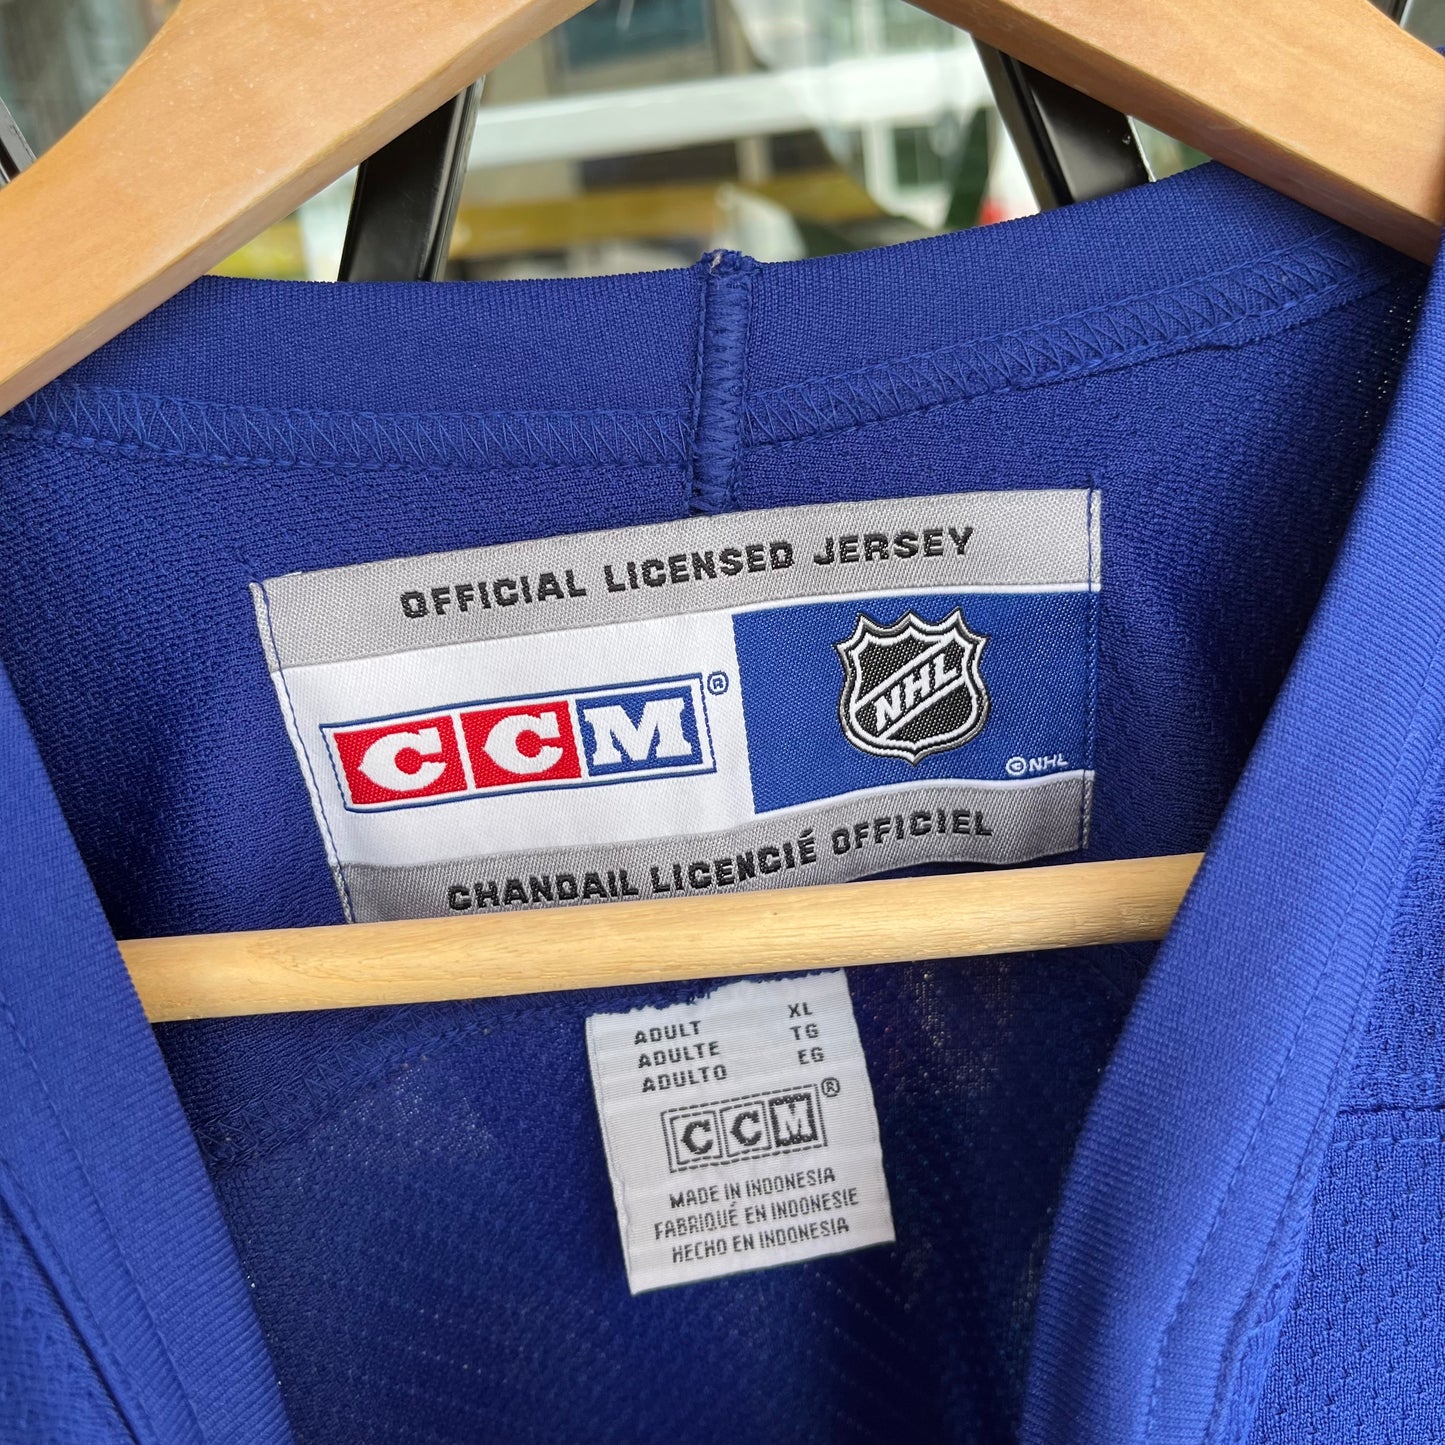 OFFICIAL LICENSED JERSEY
CCM®
NHL
©NHL
CHANDAIL LICENCIÉ OFFICIEL
ADULT XL
ADULTE TG
ADULTO EG
CCM®
MADE IN INDONESIA
FABRIQUÉ EN INDONESIE
HECHO EN INDONESIA